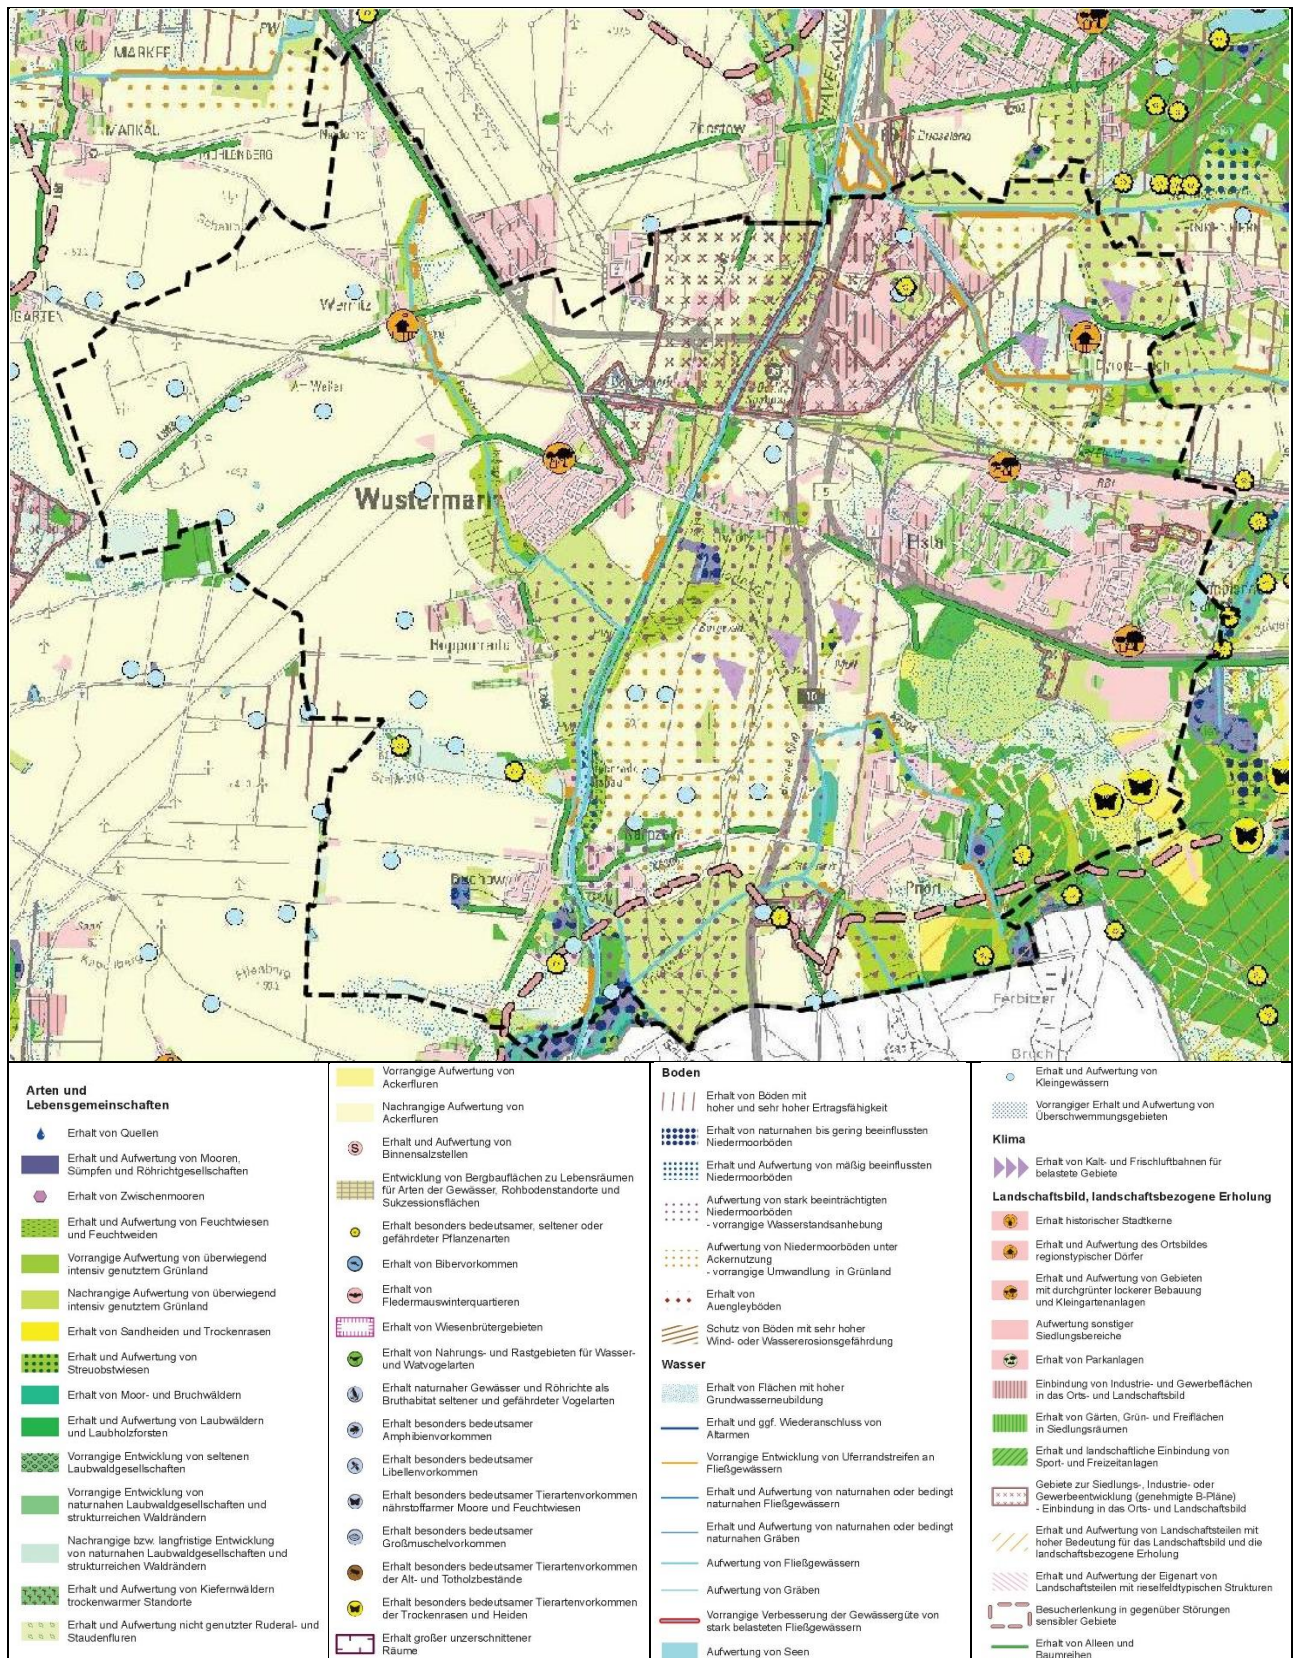 PW
MARKEE
MARKAU
MÜHLENBERG
Zeestow
HAVELKANAL
Wernitz
Wustermark
Elstal
Hoppenrade
Buchow
Priort
Ferbitzer
Bruch
5
10
Arten und
Lebensgemeinschaften
Erhalt von Quellen
Erhalt und Aufwertung von Mooren,
Sümpfen und Röhrichtgesellschaften
Erhalt von Zwischenmooren
Erhalt und Aufwertung von Feuchtwiesen
und Feuchtweiden
Vorrangige Aufwertung von überwiegend
intensiv genutztem Grünland
Nachrangige Aufwertung von überwiegend
intensiv genutztem Grünland
Erhalt von Sandheiden und Trockenrasen
Erhalt und Aufwertung von
Streuobstwiesen
Erhalt von Moor- und Bruchwäldern
Erhalt und Aufwertung von Laubwäldern
und Laubholzforsten
Vorrangige Entwicklung von seltenen
Laubwaldgesellschaften
Vorrangige Entwicklung von
naturnahen Laubwaldgesellschaften und
strukturreichen Waldrändern
Nachrangige bzw. langfristige Entwicklung
von naturnahen Laubwaldgesellschaften und
strukturreichen Waldrändern
Erhalt und Aufwertung von Kiefernwäldern
trockenwarmer Standorte
Erhalt und Aufwertung nicht genutzter Ruderal- und
Staudenfluren
Vorrangige Aufwertung von
Ackerfluren
Nachrangige Aufwertung von
Ackerfluren
S
Erhalt und Aufwertung von
Binnensalzstellen
Entwicklung von Bergbauflächen zu Lebensräumen
für Arten der Gewässer, Rohbodenstandorte und
Sukzessionsflächen
Erhalt besonders bedeutsamer, seltener oder
gefährdeter Pflanzenarten
Erhalt von Bibervorkommen
Erhalt von
Fledermauswinterquartieren
Erhalt von Wiesenbrütergebieten
Erhalt von Nahrungs- und Rastgebieten für Wasser-
und Watvogelarten
Erhalt naturnaher Gewässer und Röhrichte als
Bruthabitat seltener und gefährdeter Vogelarten
Erhalt besonders bedeutsamer
Amphibienvorkommen
Erhalt besonders bedeutsamer
Libellenvorkommen
Erhalt besonders bedeutsamer Tierartenvorkommen
nährstoffarmer Moore und Feuchtwiesen
Erhalt besonders bedeutsamer
Großmuschelvorkommen
Erhalt besonders bedeutsamer Tierartenvorkommen
der Alt- und Totholzbestände
Erhalt besonders bedeutsamer Tierartenvorkommen
der Trockenrasen und Heiden
Erhalt großer unzerschnittener
Räume
Boden
Erhalt von Böden mit
hoher und sehr hoher Ertragsfähigkeit
Erhalt von naturnahen bis gering beeinflussten
Niedermoorböden
Erhalt und Aufwertung von mäßig beeinflussten
Niedermoorböden
Aufwertung von stark beeinträchtigten
Niedermoorböden
- vorrangige Wasserstandsanhebung
Aufwertung von Niedermoorböden unter
Ackernutzung
- vorrangige Umwandlung in Grünland
Erhalt von
Auengleyböden
Schutz von Böden mit sehr hoher
Wind- oder Wassererosionsgefährdung
Wasser
Erhalt von Flächen mit hoher
Grundwasserneubildung
Erhalt und ggf. Wiederanschluss von
Altarmen
Vorrangige Entwicklung von Uferrandstreifen an
Fließgewässern
Erhalt und Aufwertung von naturnahen oder bedingt
naturnahen Fließgewässern
Erhalt und Aufwertung von naturnahen oder bedingt
naturnahen Gräben
Aufwertung von Fließgewässern
Aufwertung von Gräben
Vorrangige Verbesserung der Gewässergüte von
stark belasteten Fließgewässern
Aufwertung von Seen
Erhalt und Aufwertung von
Kleingewässern
Vorrangiger Erhalt und Aufwertung von
Überschwemmungsgebieten
Klima
Erhalt von Kalt- und Frischluftbahnen für
belastete Gebiete
Landschaftsbild, landschaftsbezogene Erholung
Erhalt historischer Stadtkerne
Erhalt und Aufwertung des Ortsbildes
regionstypischer Dörfer
Erhalt und Aufwertung von Gebieten
mit durchgrünter lockerer Bebauung
und Kleingartenanlagen
Aufwertung sonstiger
Siedlungsbereiche
Erhalt von Parkanlagen
Einbindung von Industrie- und Gewerbeflächen
in das Orts- und Landschaftsbild
Erhalt von Gärten, Grün- und Freiflächen
in Siedlungsräumen
Erhalt und landschaftliche Einbindung von
Sport- und Freizeitanlagen
Gebiete zur Siedlungs-, Industrie- oder
Gewerbeentwicklung (genehmigte B-Pläne)
- Einbindung in das Orts- und Landschaftsbild
Erhalt und Aufwertung von Landschaftsteilen mit
hoher Bedeutung für das Landschaftsbild und die
landschaftsbezogene Erholung
Erhalt und Aufwertung der Eigenart von
Landschaftsteilen mit rieselfeldtypischen Strukturen
Besucherlenkung in gegenüber Störungen
sensibler Gebiete
Erhalt von Alleen und
Baumreihen